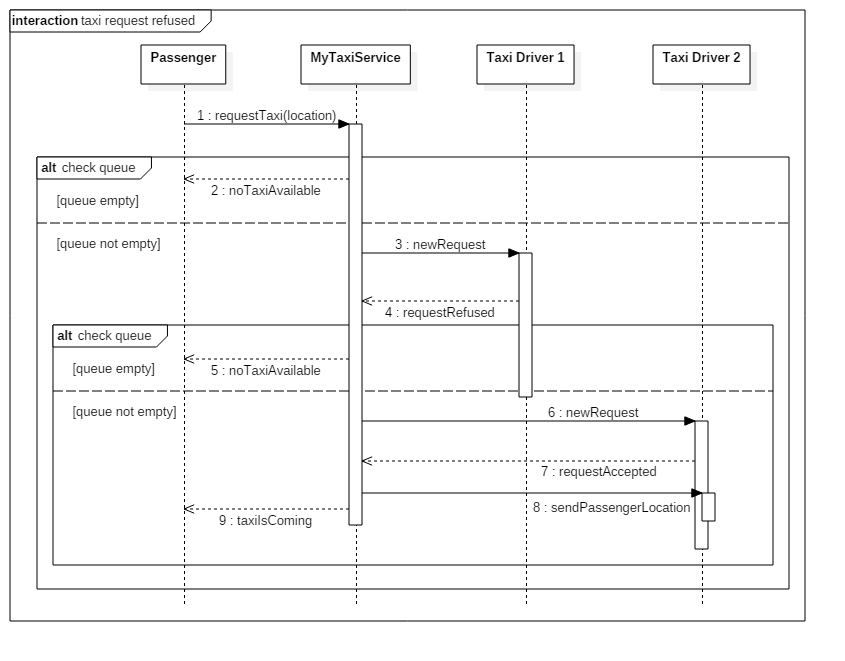 interaction taxi request refused
Passenger
MyTaxiService
Taxi Driver 1
Taxi Driver 2
1 : requestTaxi(location)
alt check queue
2 : noTaxiAvailable
[queue empty]
[queue not empty]
3 : newRequest
4 : requestRefused
alt check queue
5 : noTaxiAvailable
[queue empty]
[queue not empty]
6 : newRequest
7 : requestAccepted
8 : sendPassengerLocation
9 : taxiIsComing